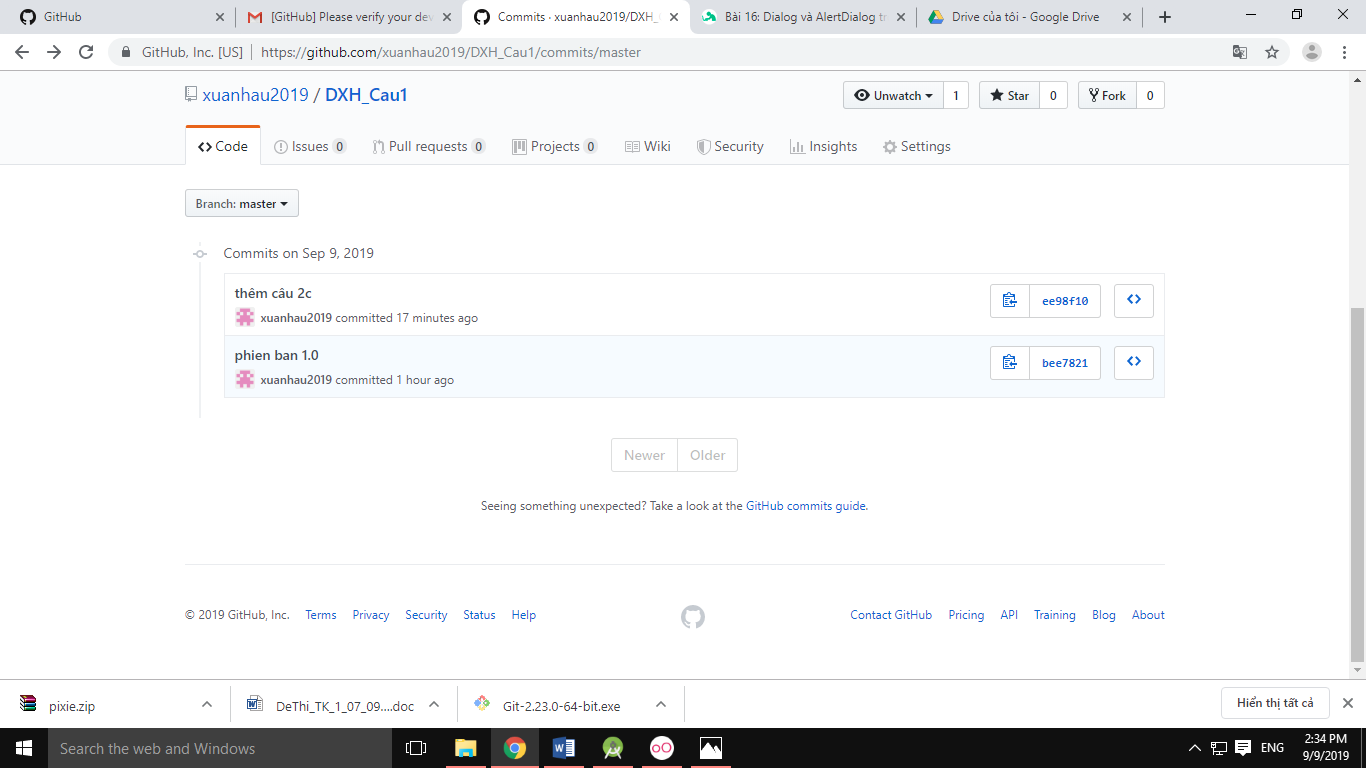 GitHub
[GitHub] Please verify your dev
Commits · xuanhau2019/DXH_
Bài 16: Dialog và AlertDialog tr
Drive của tôi - Google Drive
GitHub, Inc. [US] | https://github.com/xuanhau2019/DXH_Cau1/commits/master
xuanhau2019 / DXH_Cau1
Unwatch 1
Star 0
Fork 0
Code
Issues 0
Pull requests 0
Projects 0
Wiki
Security
Insights
Settings
Branch: master
Commits on Sep 9, 2019
thêm câu 2c
xuanhau2019 committed 17 minutes ago
ee98f10
phien ban 1.0
xuanhau2019 committed 1 hour ago
bee7821
Newer Older
Seeing something unexpected? Take a look at the GitHub commits guide.
© 2019 GitHub, Inc. Terms Privacy Security Status Help
Contact GitHub Pricing API Training Blog About
pixie.zip
DeThi_TK_1_07_09....doc
Git-2.23.0-64-bit.exe
Hiển thị tất cả
Search the web and Windows
ENG
2:34 PM
9/9/2019